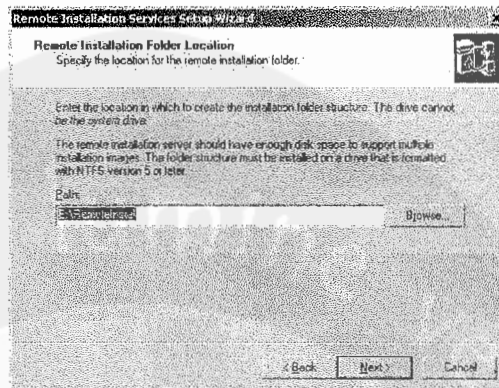 Remote Installation Services Setup Wizard
Remote Installation Folder Location
Specify the location for the remote installation folder.
Enter the location in which to create the installation folder structure. The drive cannot
be the system drive.
The remote installation server should have enough disk space to support multiple
installation images. The folder structure must be installed on a drive that is formatted
with NTFS version 5 or later.
Path:
Browse...
< Back
Next >
Cancel